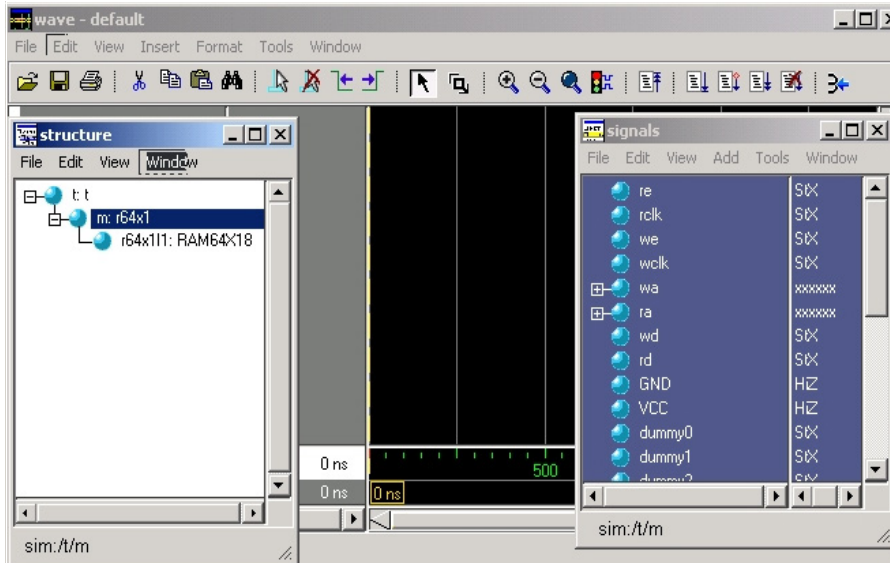 wave - default
File Edit View Insert Format Tools Window
structure
File Edit View Window
t: t
m: r64x1
r64x1I1: RAM64X18
sim:/t/m
0 ns
500
0 ns
0 ns
signals
File Edit View Add Tools Window
re StX
rclk StX
we StX
wclk StX
wa xxxxxx
ra xxxxxx
wd StX
rd StX
GND HiZ
VCC HiZ
dummy0 StX
dummy1 StX
dummy2 StX
sim:/t/m